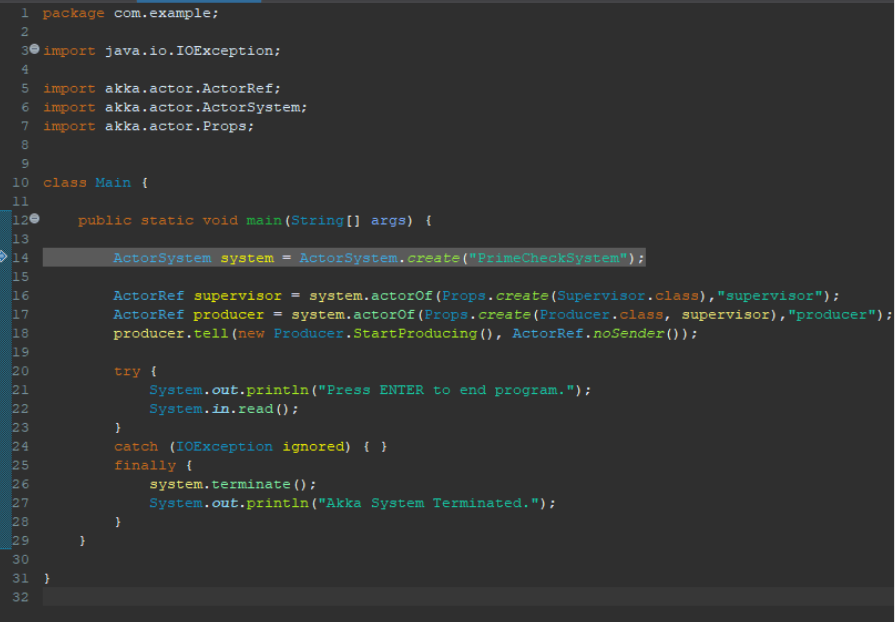 1 package com.example;
2
3 import java.io.IOException;
4
5 import akka.actor.ActorRef;
6 import akka.actor.ActorSystem;
7 import akka.actor.Props;
8
9
10 class Main {
11
12     public static void main(String[] args) {
13
14         ActorSystem system = ActorSystem.create("PrimeCheckSystem");
15
16         ActorRef supervisor = system.actorOf(Props.create(Supervisor.class),"supervisor");
17         ActorRef producer = system.actorOf(Props.create(Producer.class, supervisor),"producer");
18         producer.tell(new Producer.StartProducing(), ActorRef.noSender());
19
20         try {
21             System.out.println("Press ENTER to end program.");
22             System.in.read();
23         }
24         catch (IOException ignored) { }
25         finally {
26             system.terminate();
27             System.out.println("Akka System Terminated.");
28         }
29     }
30
31 }
32